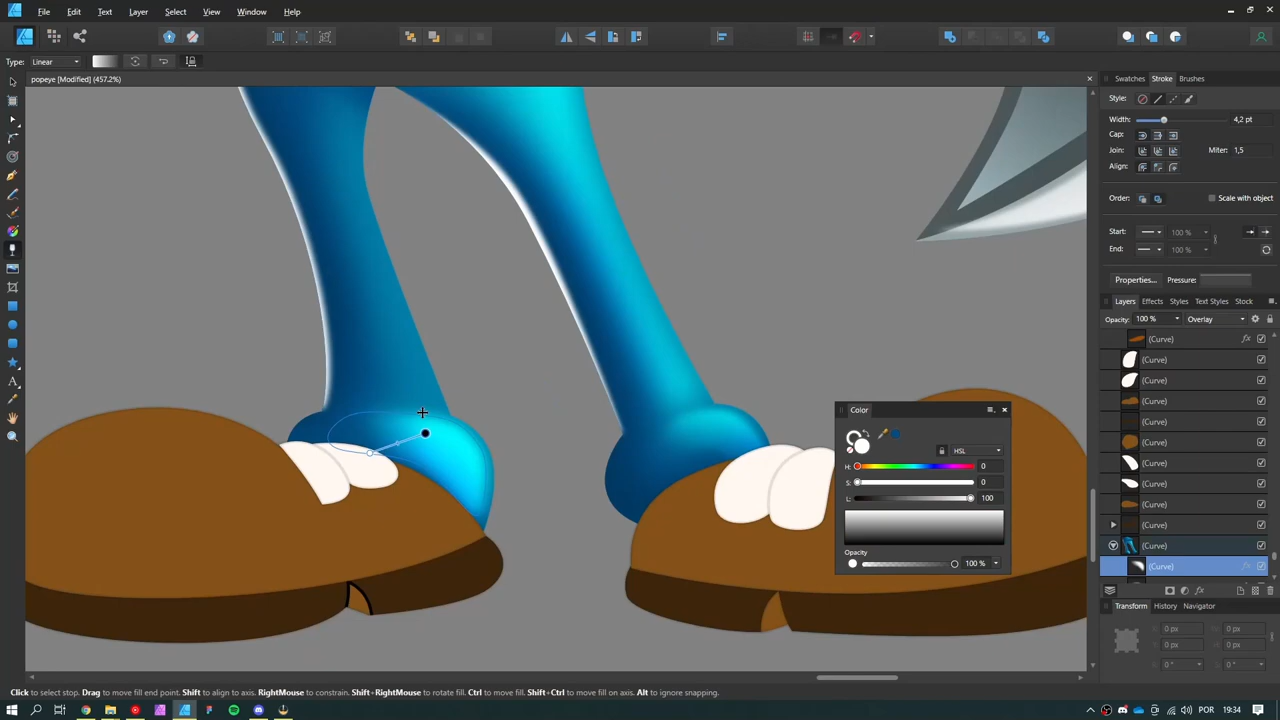 File Edit Text Layer Select View Window Help
Type: Linear
popeye [Modified] (457.2%)
Swatches Stroke Brushes
Style:
Width: 4,2 pt
Cap:
Join: Miter: 1,5
Align:
Order: Scale with object
Start: 100 %
End: 100 %
Properties... Pressure:
Layers Effects Styles Text Styles Stock
Opacity: 100 % Overlay
(Curve) fx
(Curve)
(Curve)
(Curve)
(Curve)
(Curve)
(Curve)
(Curve)
(Curve)
(Curve)
(Curve)
(Curve) fx
Color
HSL
H: 0
S: 0
L: 100
Opacity
100 %
Transform History Navigator
X: 0 px W: 0 px
Y: 0 px H: 0 px
R: 0 ° S: 0 °
Click to select stop. Drag to move fill end point. Shift to align to axis. RightMouse to constrain. Shift+RightMouse to rotate fill. Ctrl to move fill. Shift+Ctrl to move fill on axis. Alt to ignore snapping.
POR 19:34